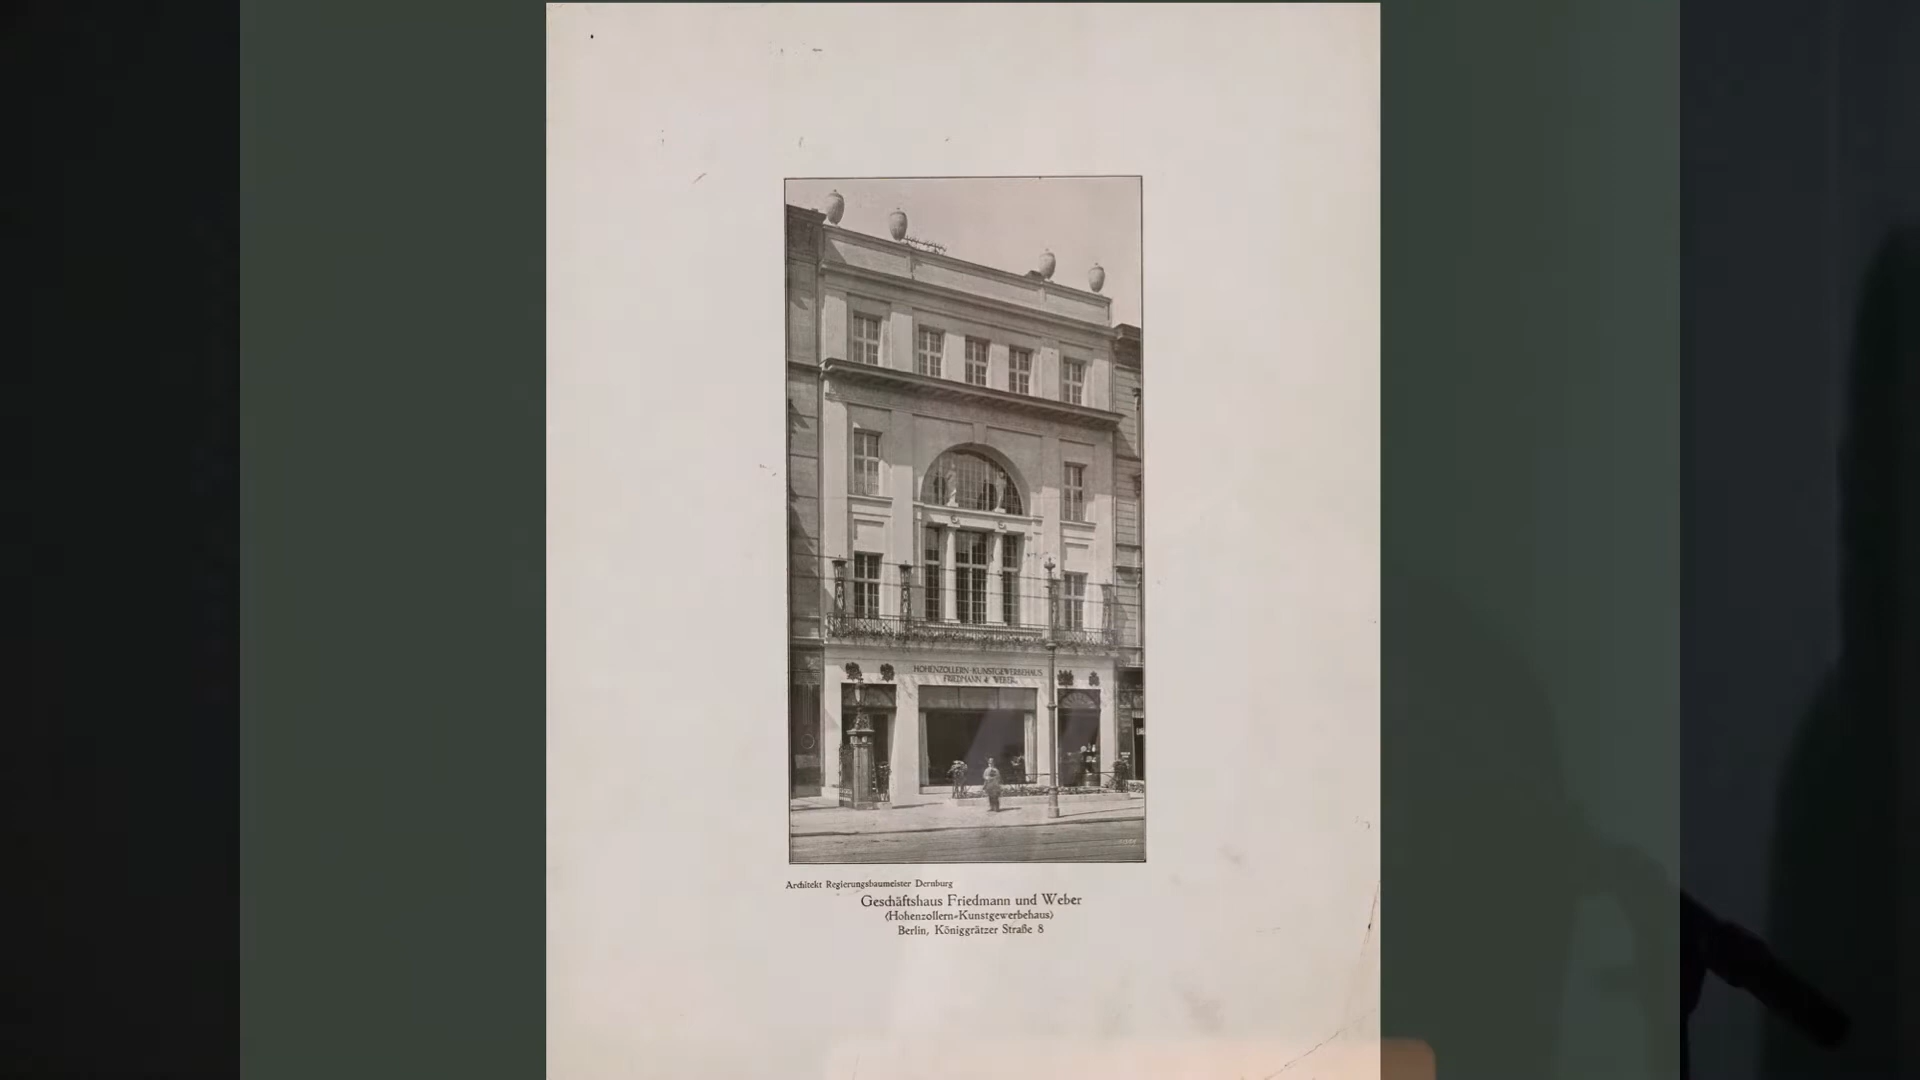 HOHENZOLLERN-KUNSTGEWERBEHAUS
FRIEDMANN & WEBER
Architekt Regierungsbaumeister Dernburg
Geschäftshaus Friedmann und Weber
(Hohenzollern-Kunstgewerbehaus)
Berlin, Königgrätzer Straße 8